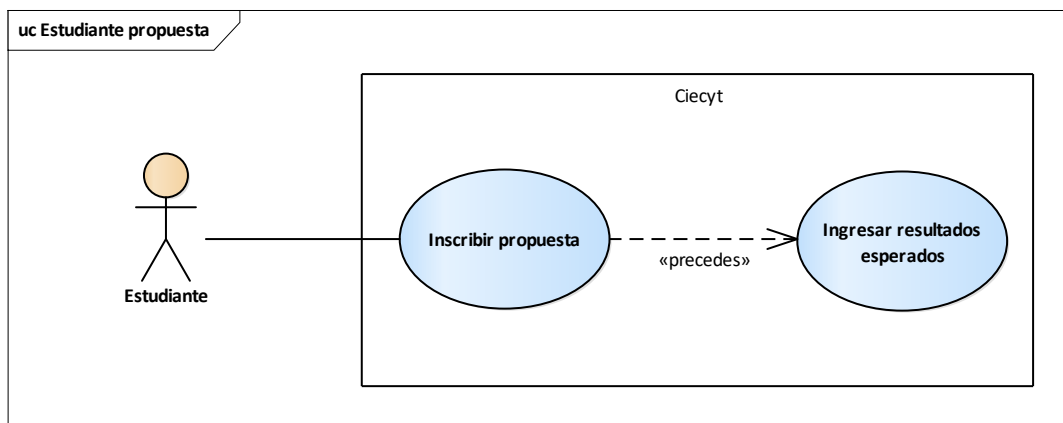 uc Estudiante propuesta
Ciecyt
Estudiante
Inscribir propuesta
«precedes»
Ingresar resultados
esperados